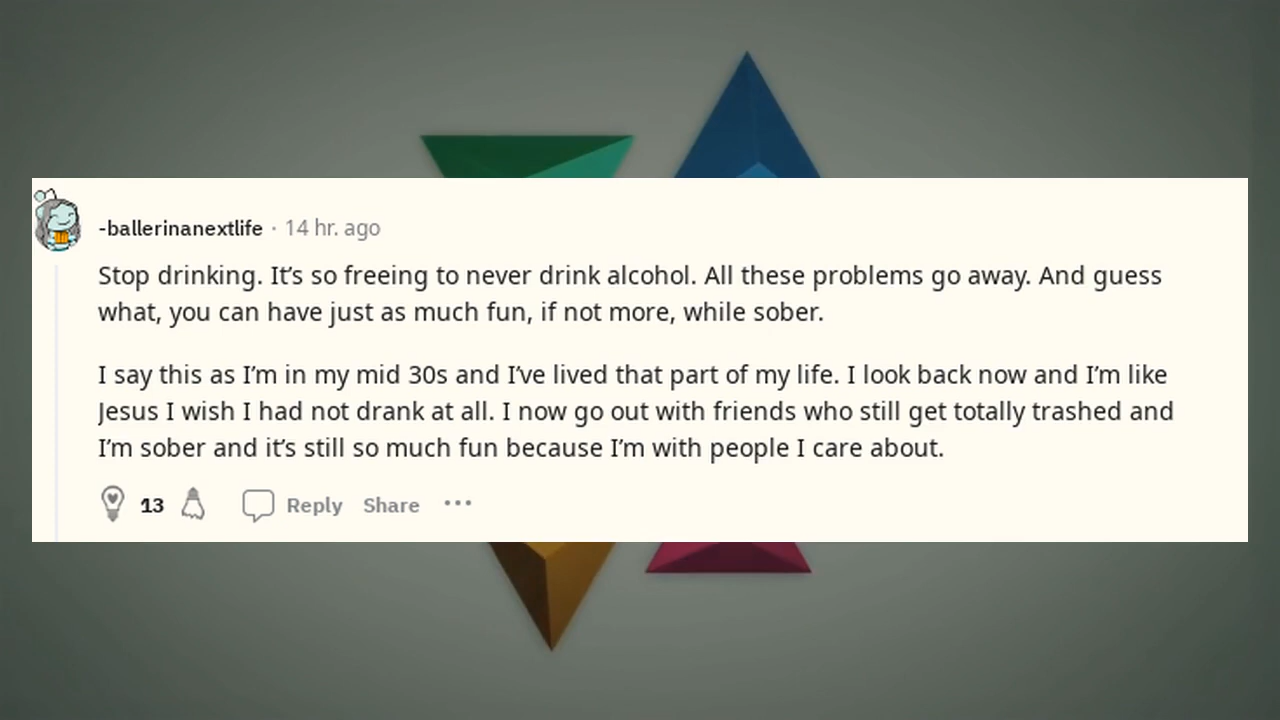 -ballerinanextlife · 14 hr. ago
Stop drinking. It’s so freeing to never drink alcohol. All these problems go away. And guess
what, you can have just as much fun, if not more, while sober.
I say this as I’m in my mid 30s and I’ve lived that part of my life. I look back now and I’m like
Jesus I wish I had not drank at all. I now go out with friends who still get totally trashed and
I’m sober and it’s still so much fun because I’m with people I care about.
13 Reply Share ···